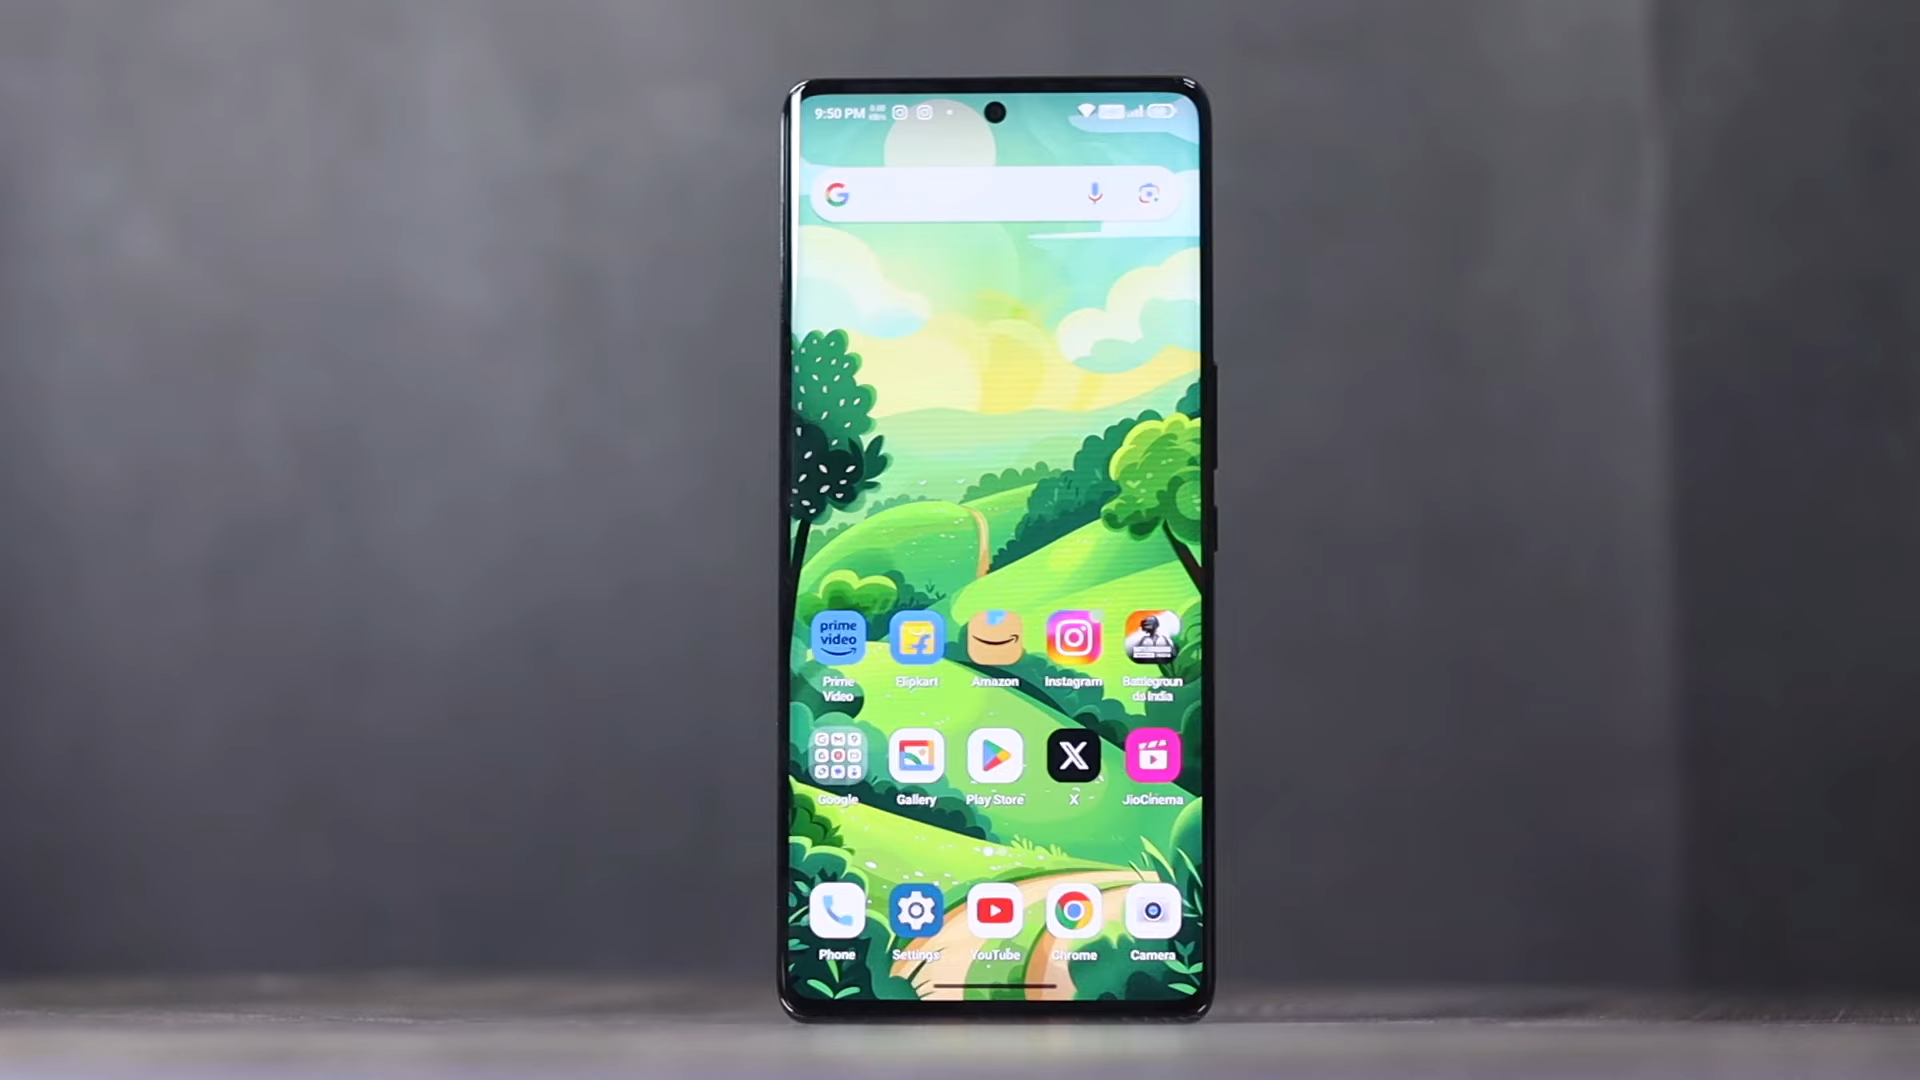 9:50 PM
prime
video
Prime
Video
Flipkart
Amazon
Instagram
Battlegroun
ds India
Google
Gallery
Play Store
X
JioCinema
Phone
Settings
YouTube
Chrome
Camera